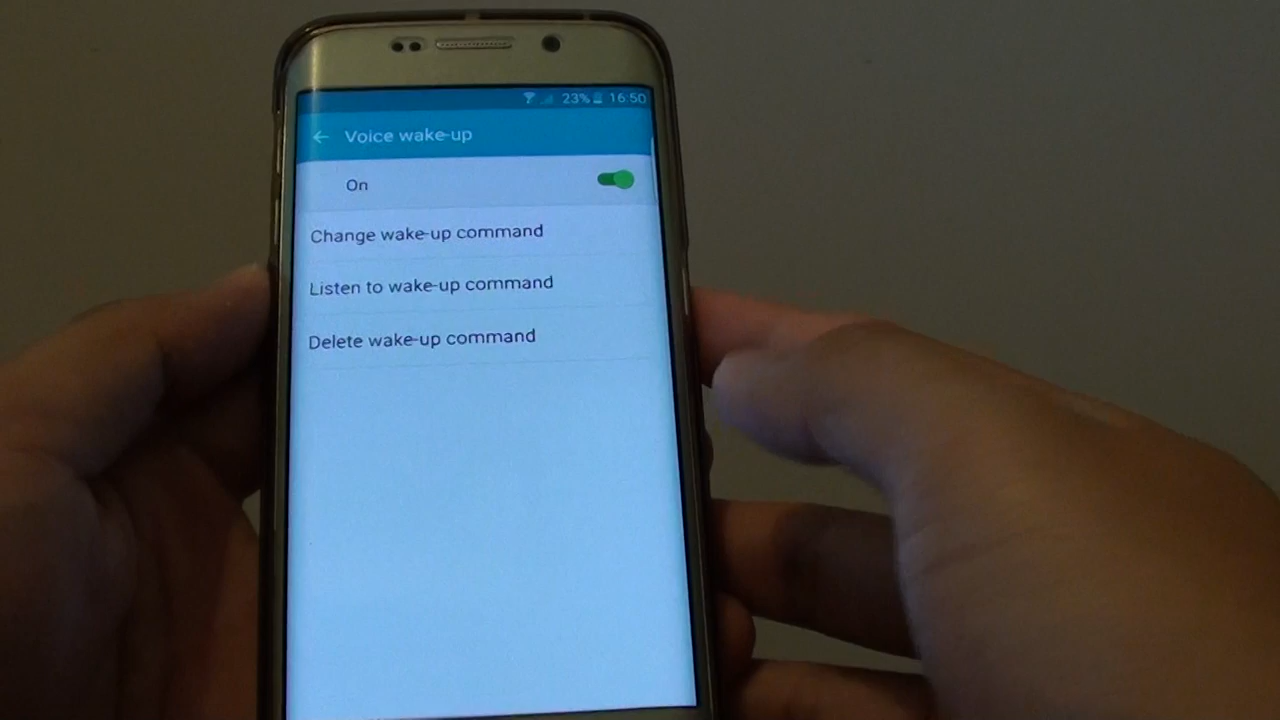 23% 16:50
Voice wake-up
On
Change wake-up command
Listen to wake-up command
Delete wake-up command